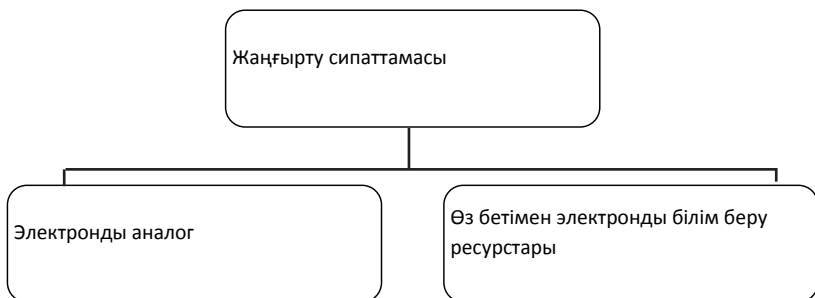 Жаңғырту сипаттамасы
Электронды аналог
Өз бетімен электронды білім беру
ресурстары